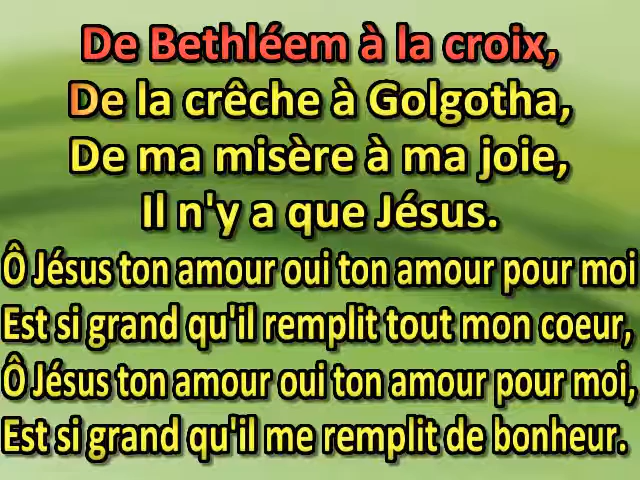 De Bethléem à la croix,
De la crêche à Golgotha,
De ma misère à ma joie,
Il n'y a que Jésus.
Ô Jésus ton amour oui ton amour pour moi
Est si grand qu'il remplit tout mon coeur,
Ô Jésus ton amour oui ton amour pour moi,
Est si grand qu'il me remplit de bonheur.